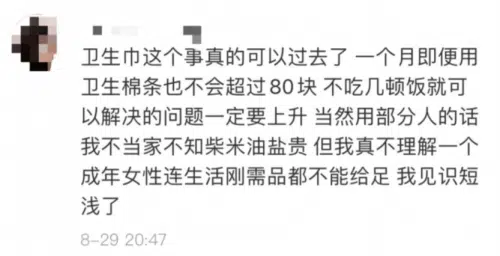 卫生巾这个事真的可以过去了 一个月即便用
卫生棉条也不会超过80块 不吃几顿饭就可
以解决的问题一定要上升 当然用部分人的话
我不当家不知柴米油盐贵 但我真不理解一个
成年女性连生活刚需品都不能给足 我见识短
浅了
8-29 20:47